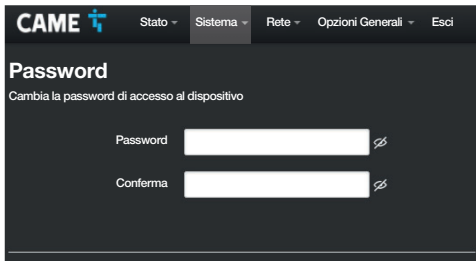 CAME Stato Sistema Rete Opzioni Generali Esci
Password
Cambia la password di accesso al dispositivo
Password
Conferma